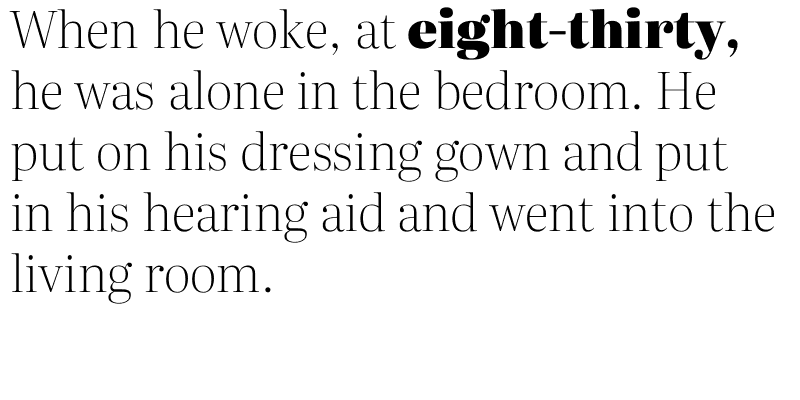 When he woke, at eight-thirty,
he was alone in the bedroom. He
put on his dressing gown and put
in his hearing aid and went into the
living room.